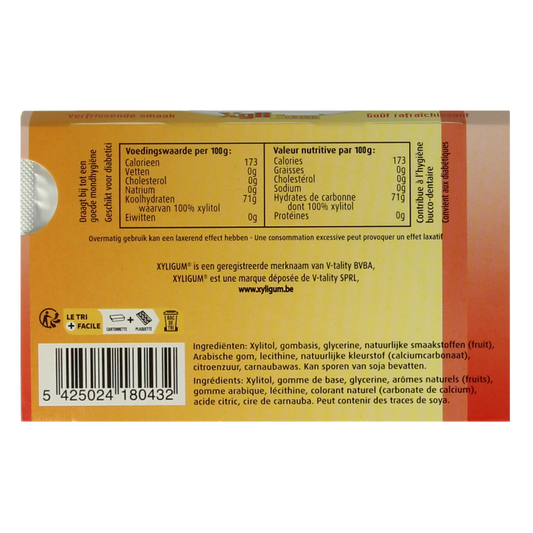 Verfrissende smaak
Xyli
Goût rafraîchissant
Draagt bij tot een
goede mondhygiëne
Geschikt voor diabetici
Voedingswaarde per 100g:
Calorieen 173
Vetten 0g
Cholesterol 0g
Natrium 0g
Koolhydraten 71g
waarvan 100% xylitol
Eiwitten 0g
Valeur nutritive par 100g:
Calories 173
Graisses 0g
Cholestérol 0g
Sodium 0g
Hydrates de carbonne 71g
dont 100% xylitol
Protéines 0g
Contribue à l'hygiène
bucco-dentaire
Convient aux diabétiques
Overmatig gebruik kan een laxerend effect hebben - Une consommation excessive peut provoquer un effet laxatif
XYLIGUM® is een geregistreerde merknaam van V-tality BVBA,
XYLIGUM® est une marque déposée de V-tality SPRL,
www.xyligum.be
LE TRI
+ FACILE
CARTONNETTE
+
PLAQUETTE
BAC
DE
TRI
Ingrediënten: Xylitol, gombasis, glycerine, natuurlijke smaakstoffen (fruit),
Arabische gom, lecithine, natuurlijke kleurstof (calciumcarbonaat),
citroenzuur, carnaubawas. Kan sporen van soja bevatten.
Ingrédients: Xylitol, gomme de base, glycerine, arômes naturels (fruits),
gomme arabique, lécithine, colorant naturel (carbonate de calcium),
acide citric, cire de carnauba. Peut contenir des traces de soya.
5 425024 180432